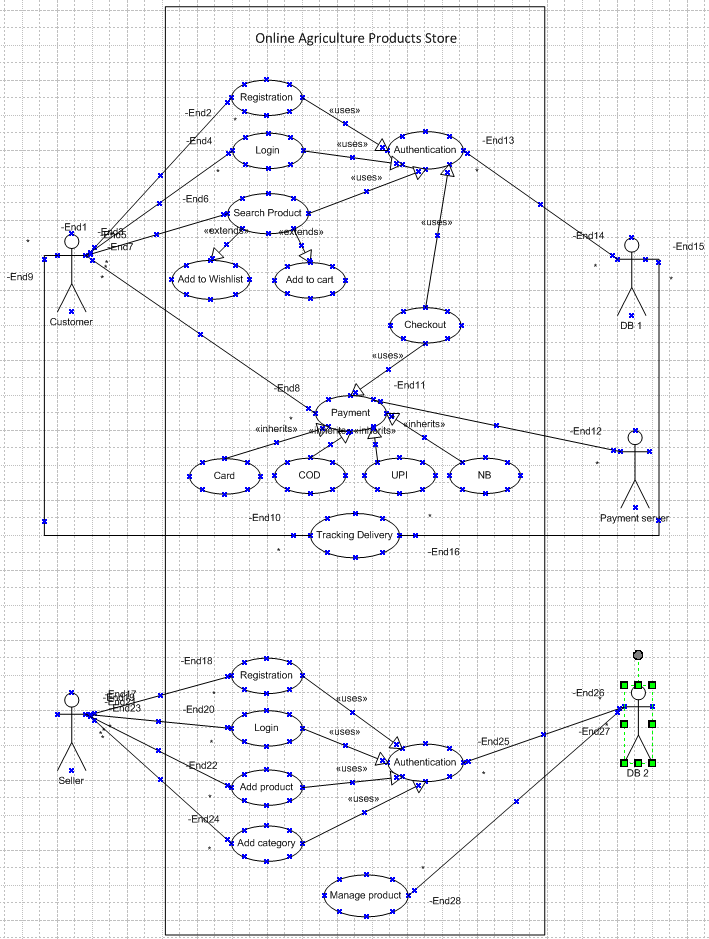 Online Agriculture Products Store
Registration
-End2
*
«uses»
-End4
Login
«uses»
Authentication
-End13
*
*
«uses»
-End6
Search Product
-End1
*
-End7
«extends»
«extends»
«uses»
-End14
-End15
*
*
*
*
-End9
Add to Wishlist
Add to cart
Customer
Checkout
DB 1
«uses»
-End8
-End11
*
Payment
«inherits»
«inherits»
«inherits»
«inherits»
-End12
*
Card
COD
UPI
NB
*
-End10
Payment server
Tracking Delivery
*
-End16
-End18
Registration
*
-End17
-End23
«uses»
-End26
-End20
Login
*
*
«uses»
-End25
-End27
Authentication
*
-End22
«uses»
Seller
DB 2
Add product
*
«uses»
-End24
Add category
*
*
Manage product
-End28